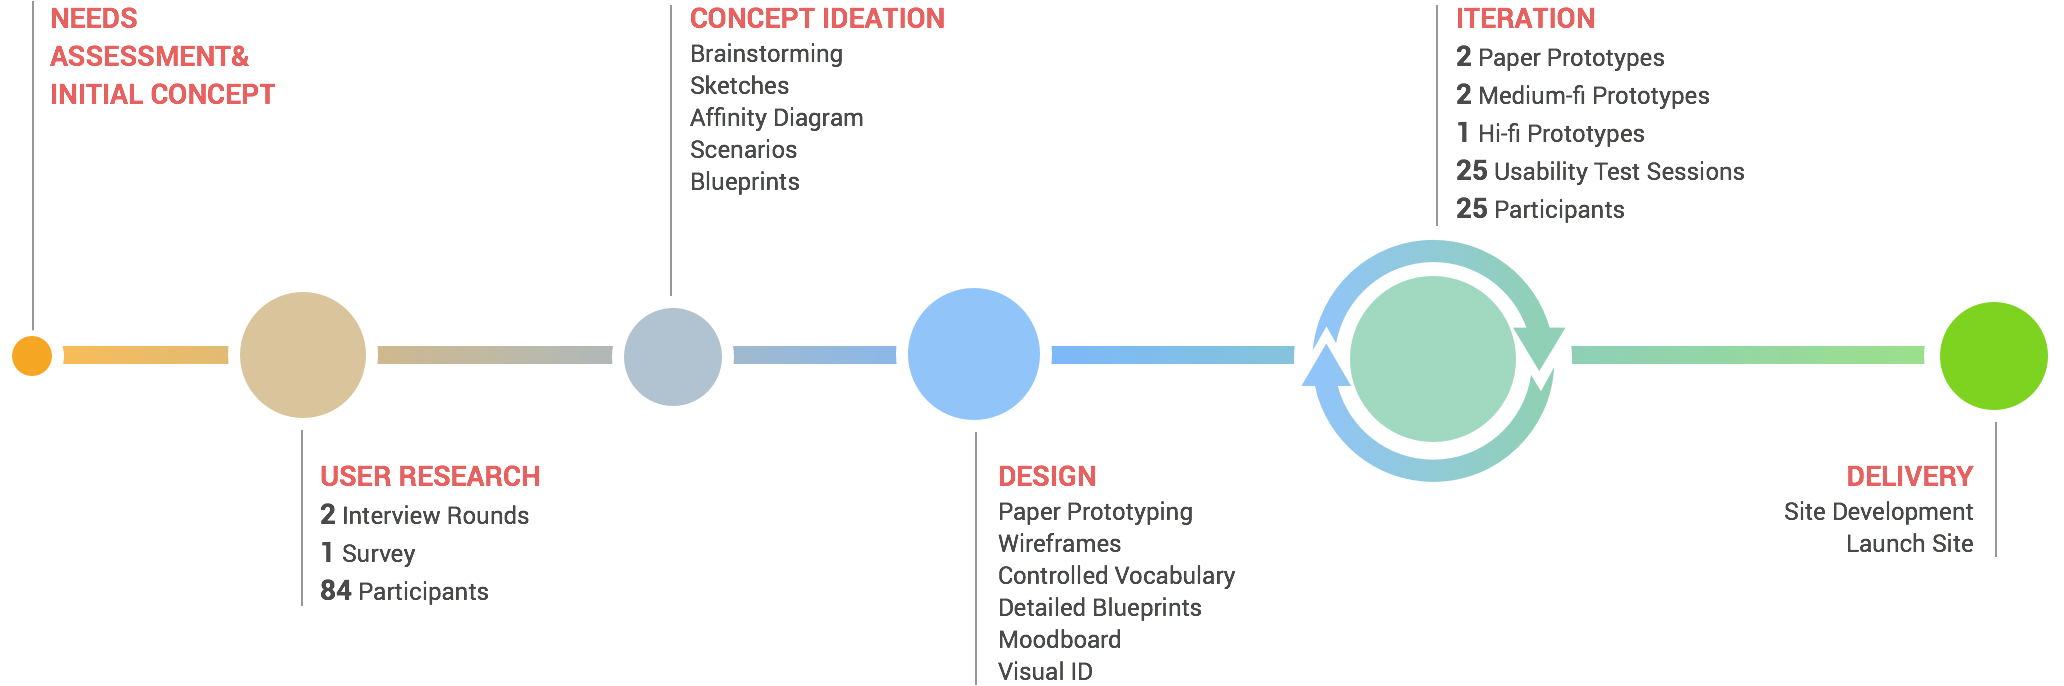 NEEDS
ASSESSMENT&
INITIAL CONCEPT
USER RESEARCH
2 Interview Rounds
1 Survey
84 Participants
CONCEPT IDEATION
Brainstorming
Sketches
Affinity Diagram
Scenarios
Blueprints
DESIGN
Paper Prototyping
Wireframes
Controlled Vocabulary
Detailed Blueprints
Moodboard
Visual ID
ITERATION
2 Paper Prototypes
2 Medium-fi Prototypes
1 Hi-fi Prototypes
25 Usability Test Sessions
25 Participants
DELIVERY
Site Development
Launch Site